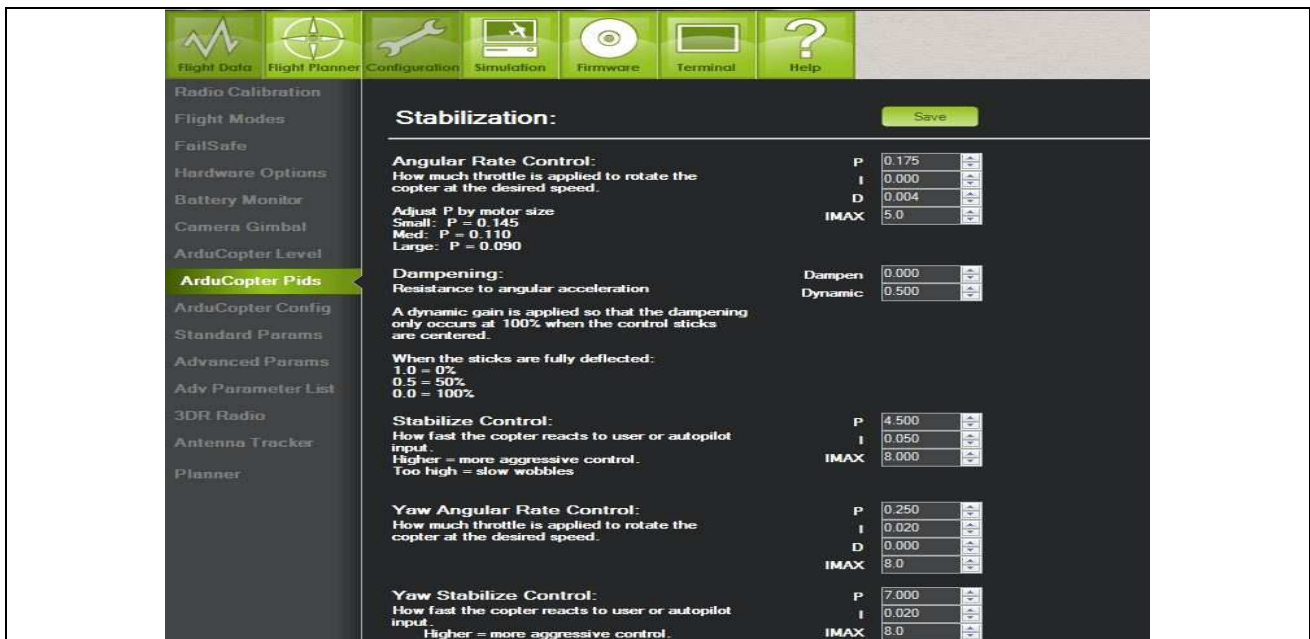 Flight Data Flight Planner Configuration Simulation Firmware Terminal Help
Radio Calibration
Flight Modes
FailSafe
Hardware Options
Battery Monitor
Camera Gimbal
ArduCopter Level
ArduCopter Pids
ArduCopter Config
Standard Params
Advanced Params
Adv Parameter List
3DR Radio
Antenna Tracker
Planner
Stabilization:
Save
Angular Rate Control:
How much throttle is applied to rotate the
copter at the desired speed.
Adjust P by motor size
Small: P = 0.145
Med: P = 0.110
Large: P = 0.090
P 0.175
I 0.000
D 0.004
IMAX 5.0
Dampening:
Resistance to angular acceleration
A dynamic gain is applied so that the dampening
only occurs at 100% when the control sticks
are centered.
When the sticks are fully deflected:
1.0 = 0%
0.5 = 50%
0.0 = 100%
Dampen 0.000
Dynamic 0.500
Stabilize Control:
How fast the copter reacts to user or autopilot
input.
Higher = more aggressive control.
Too high = slow wobbles
P 4.500
I 0.050
IMAX 8.000
Yaw Angular Rate Control:
How much throttle is applied to rotate the
copter at the desired speed.
P 0.250
I 0.020
D 0.000
IMAX 8.0
Yaw Stabilize Control:
How fast the copter reacts to user or autopilot
input.
Higher = more aggressive control.
P 7.000
I 0.020
IMAX 8.0